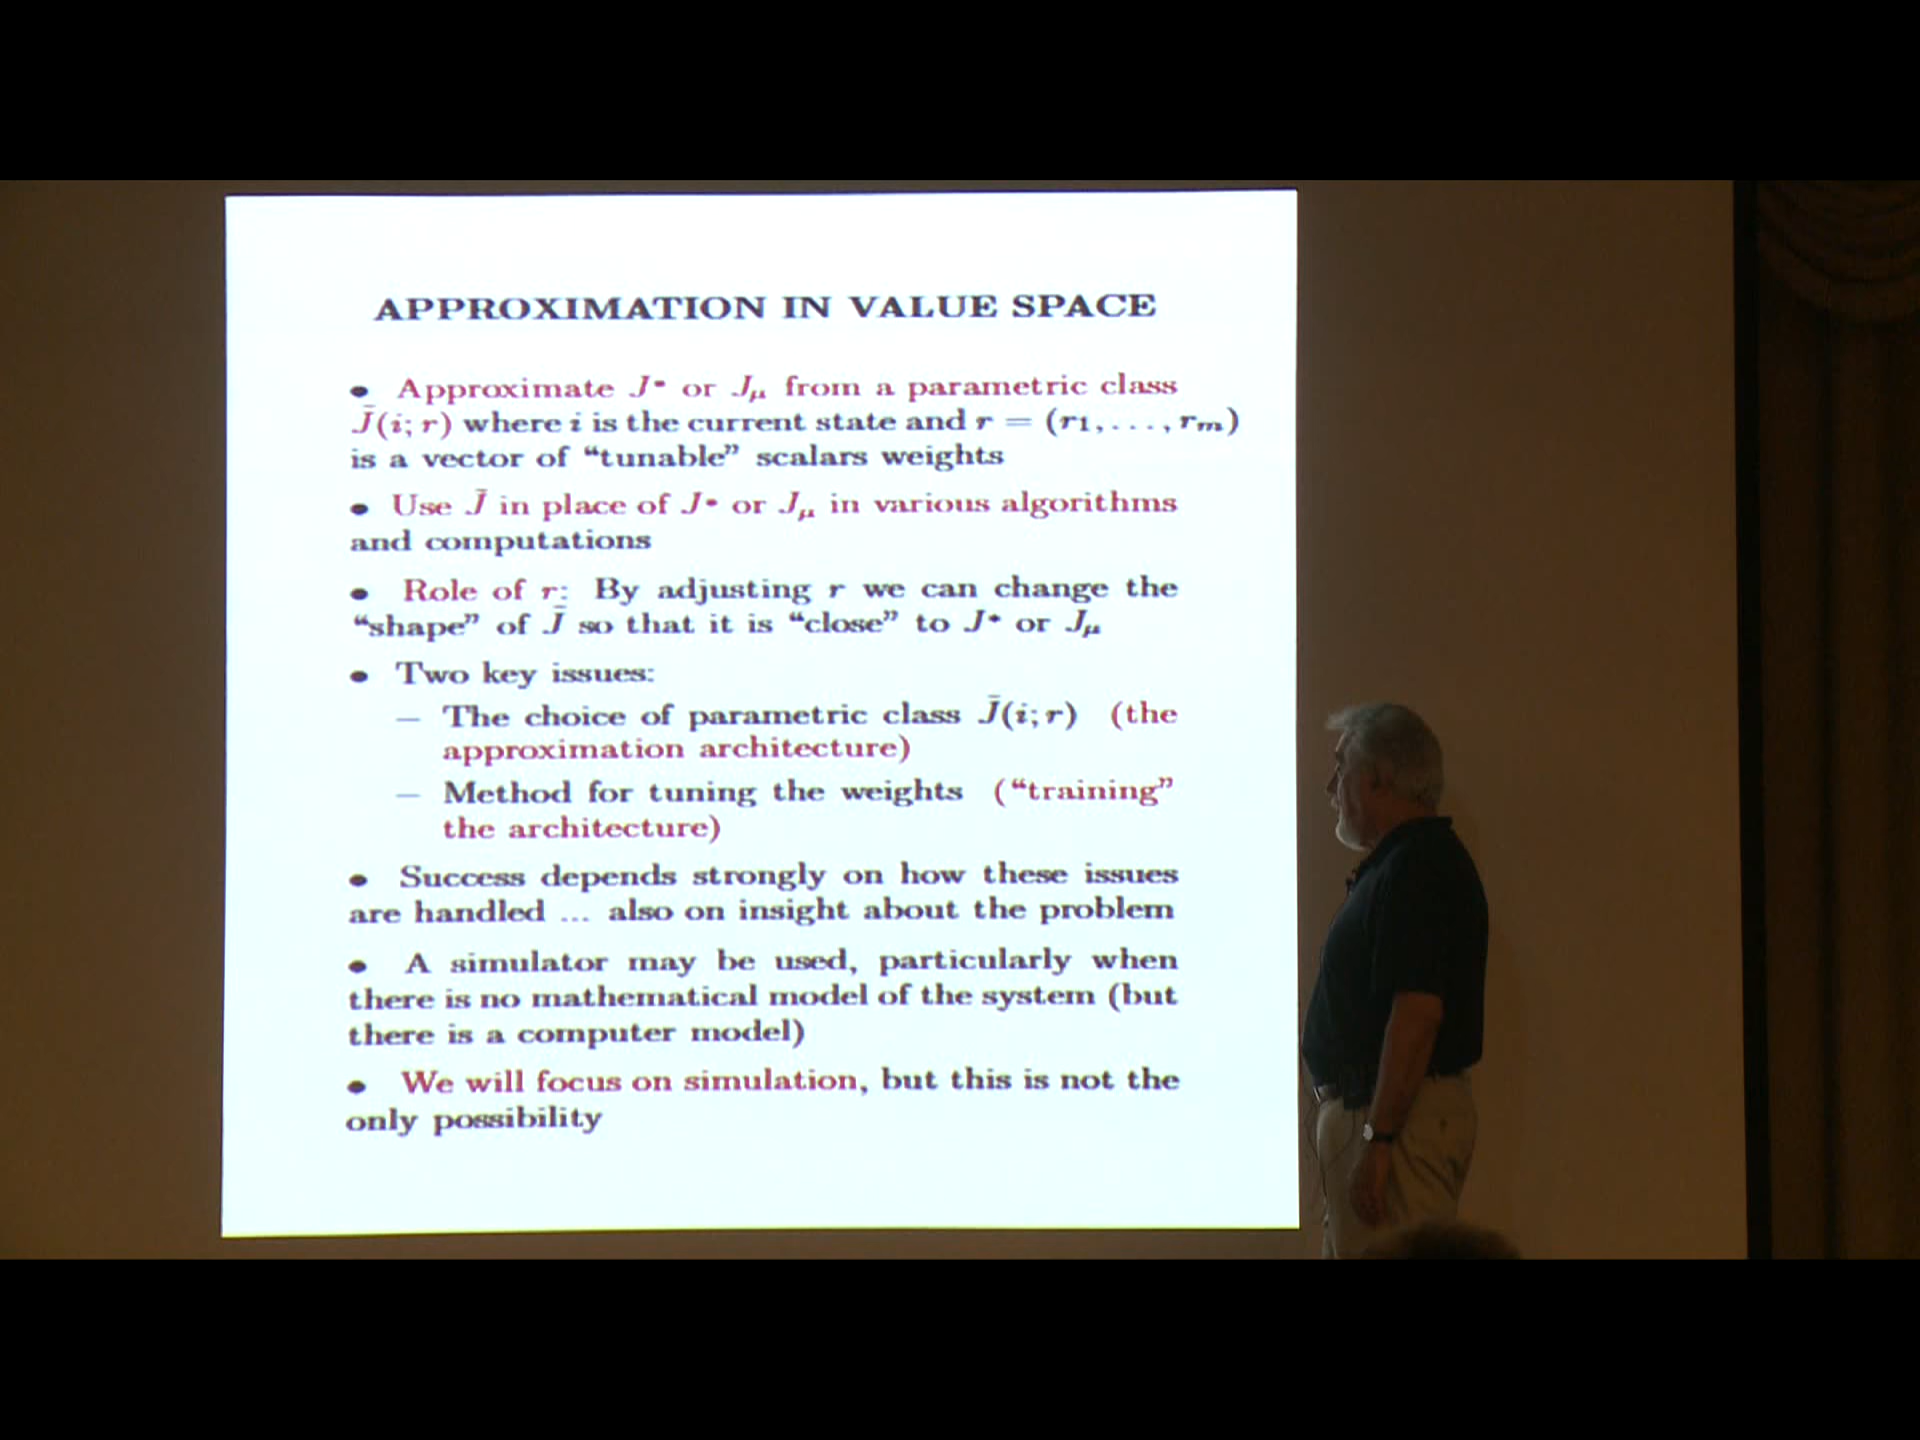 APPROXIMATION IN VALUE SPACE
• Approximate J* or Jμ from a parametric class
J̄(i; r) where i is the current state and r = (r1, . . . , rm)
is a vector of “tunable” scalars weights
• Use J̄ in place of J* or Jμ in various algorithms
and computations
• Role of r: By adjusting r we can change the
“shape” of J̄ so that it is “close” to J* or Jμ
• Two key issues:
– The choice of parametric class J̄(i; r) (the
approximation architecture)
– Method for tuning the weights (“training”
the architecture)
• Success depends strongly on how these issues
are handled ... also on insight about the problem
• A simulator may be used, particularly when
there is no mathematical model of the system (but
there is a computer model)
• We will focus on simulation, but this is not the
only possibility